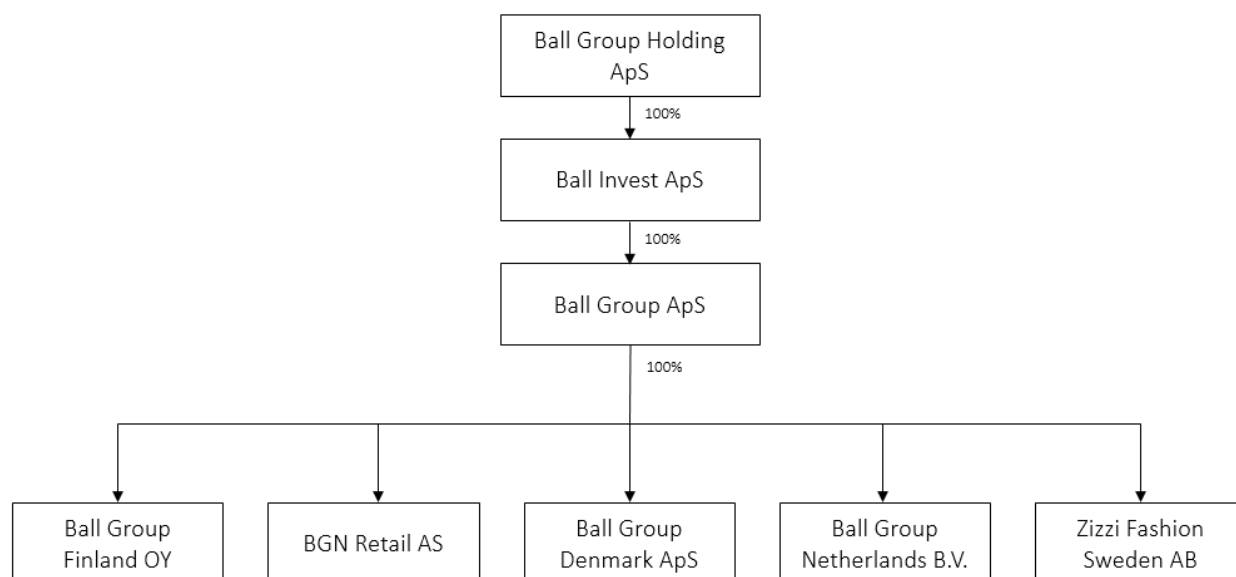 Ball Group Holding
ApS
100%
Ball Invest ApS
100%
Ball Group ApS
100%
Ball Group
Finland OY
BGN Retail AS
Ball Group
Denmark ApS
Ball Group
Netherlands B.V.
Zizzi Fashion
Sweden AB